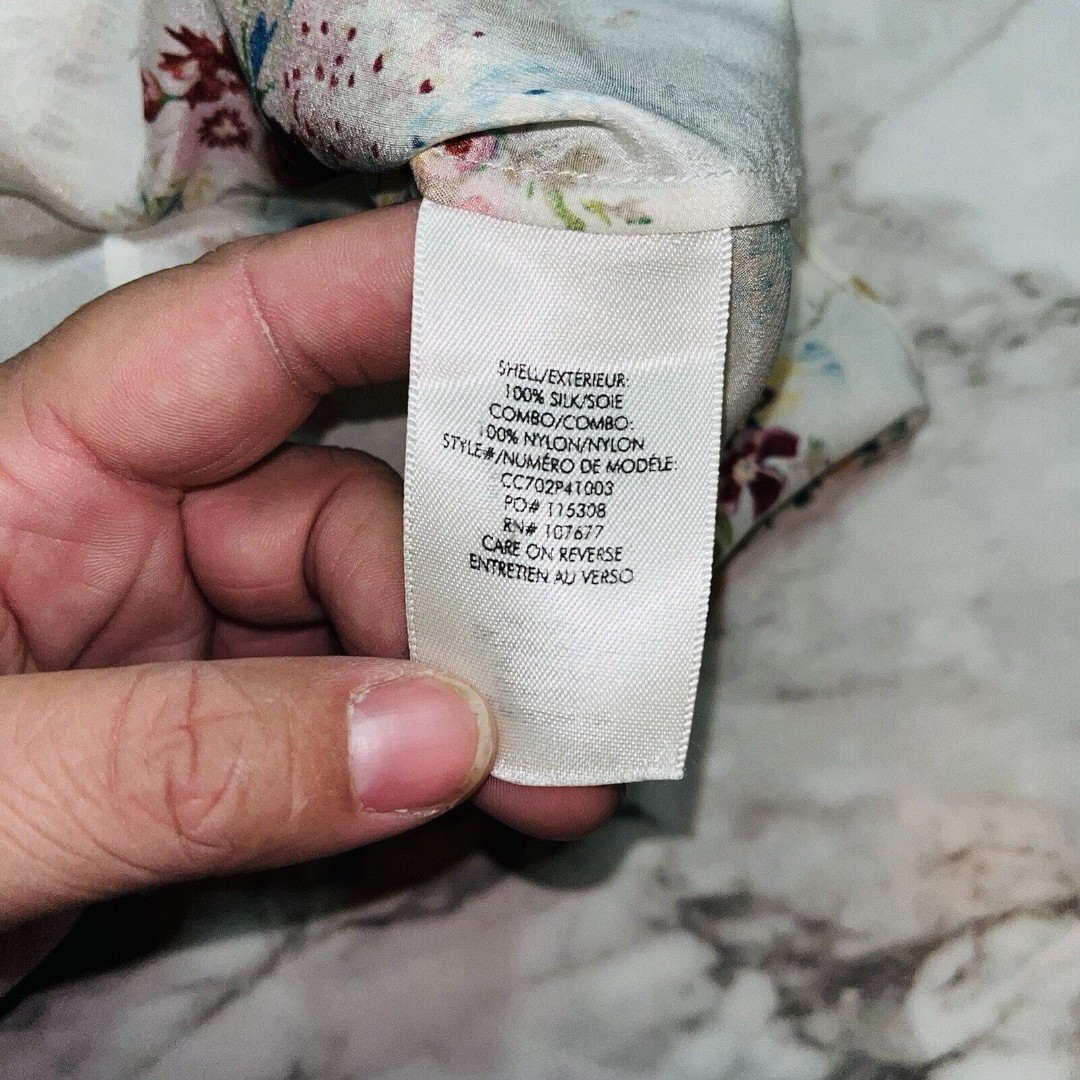 SHELL/EXTÉRIEUR:
100% SILK/SOIE
COMBO/COMBO:
100% NYLON/NYLON
STYLE#/NUMÉRO DE MODÈLE:
CC702P41003
PO# 115308
RN# 107677
CARE ON REVERSE
ENTRETIEN AU VERSO